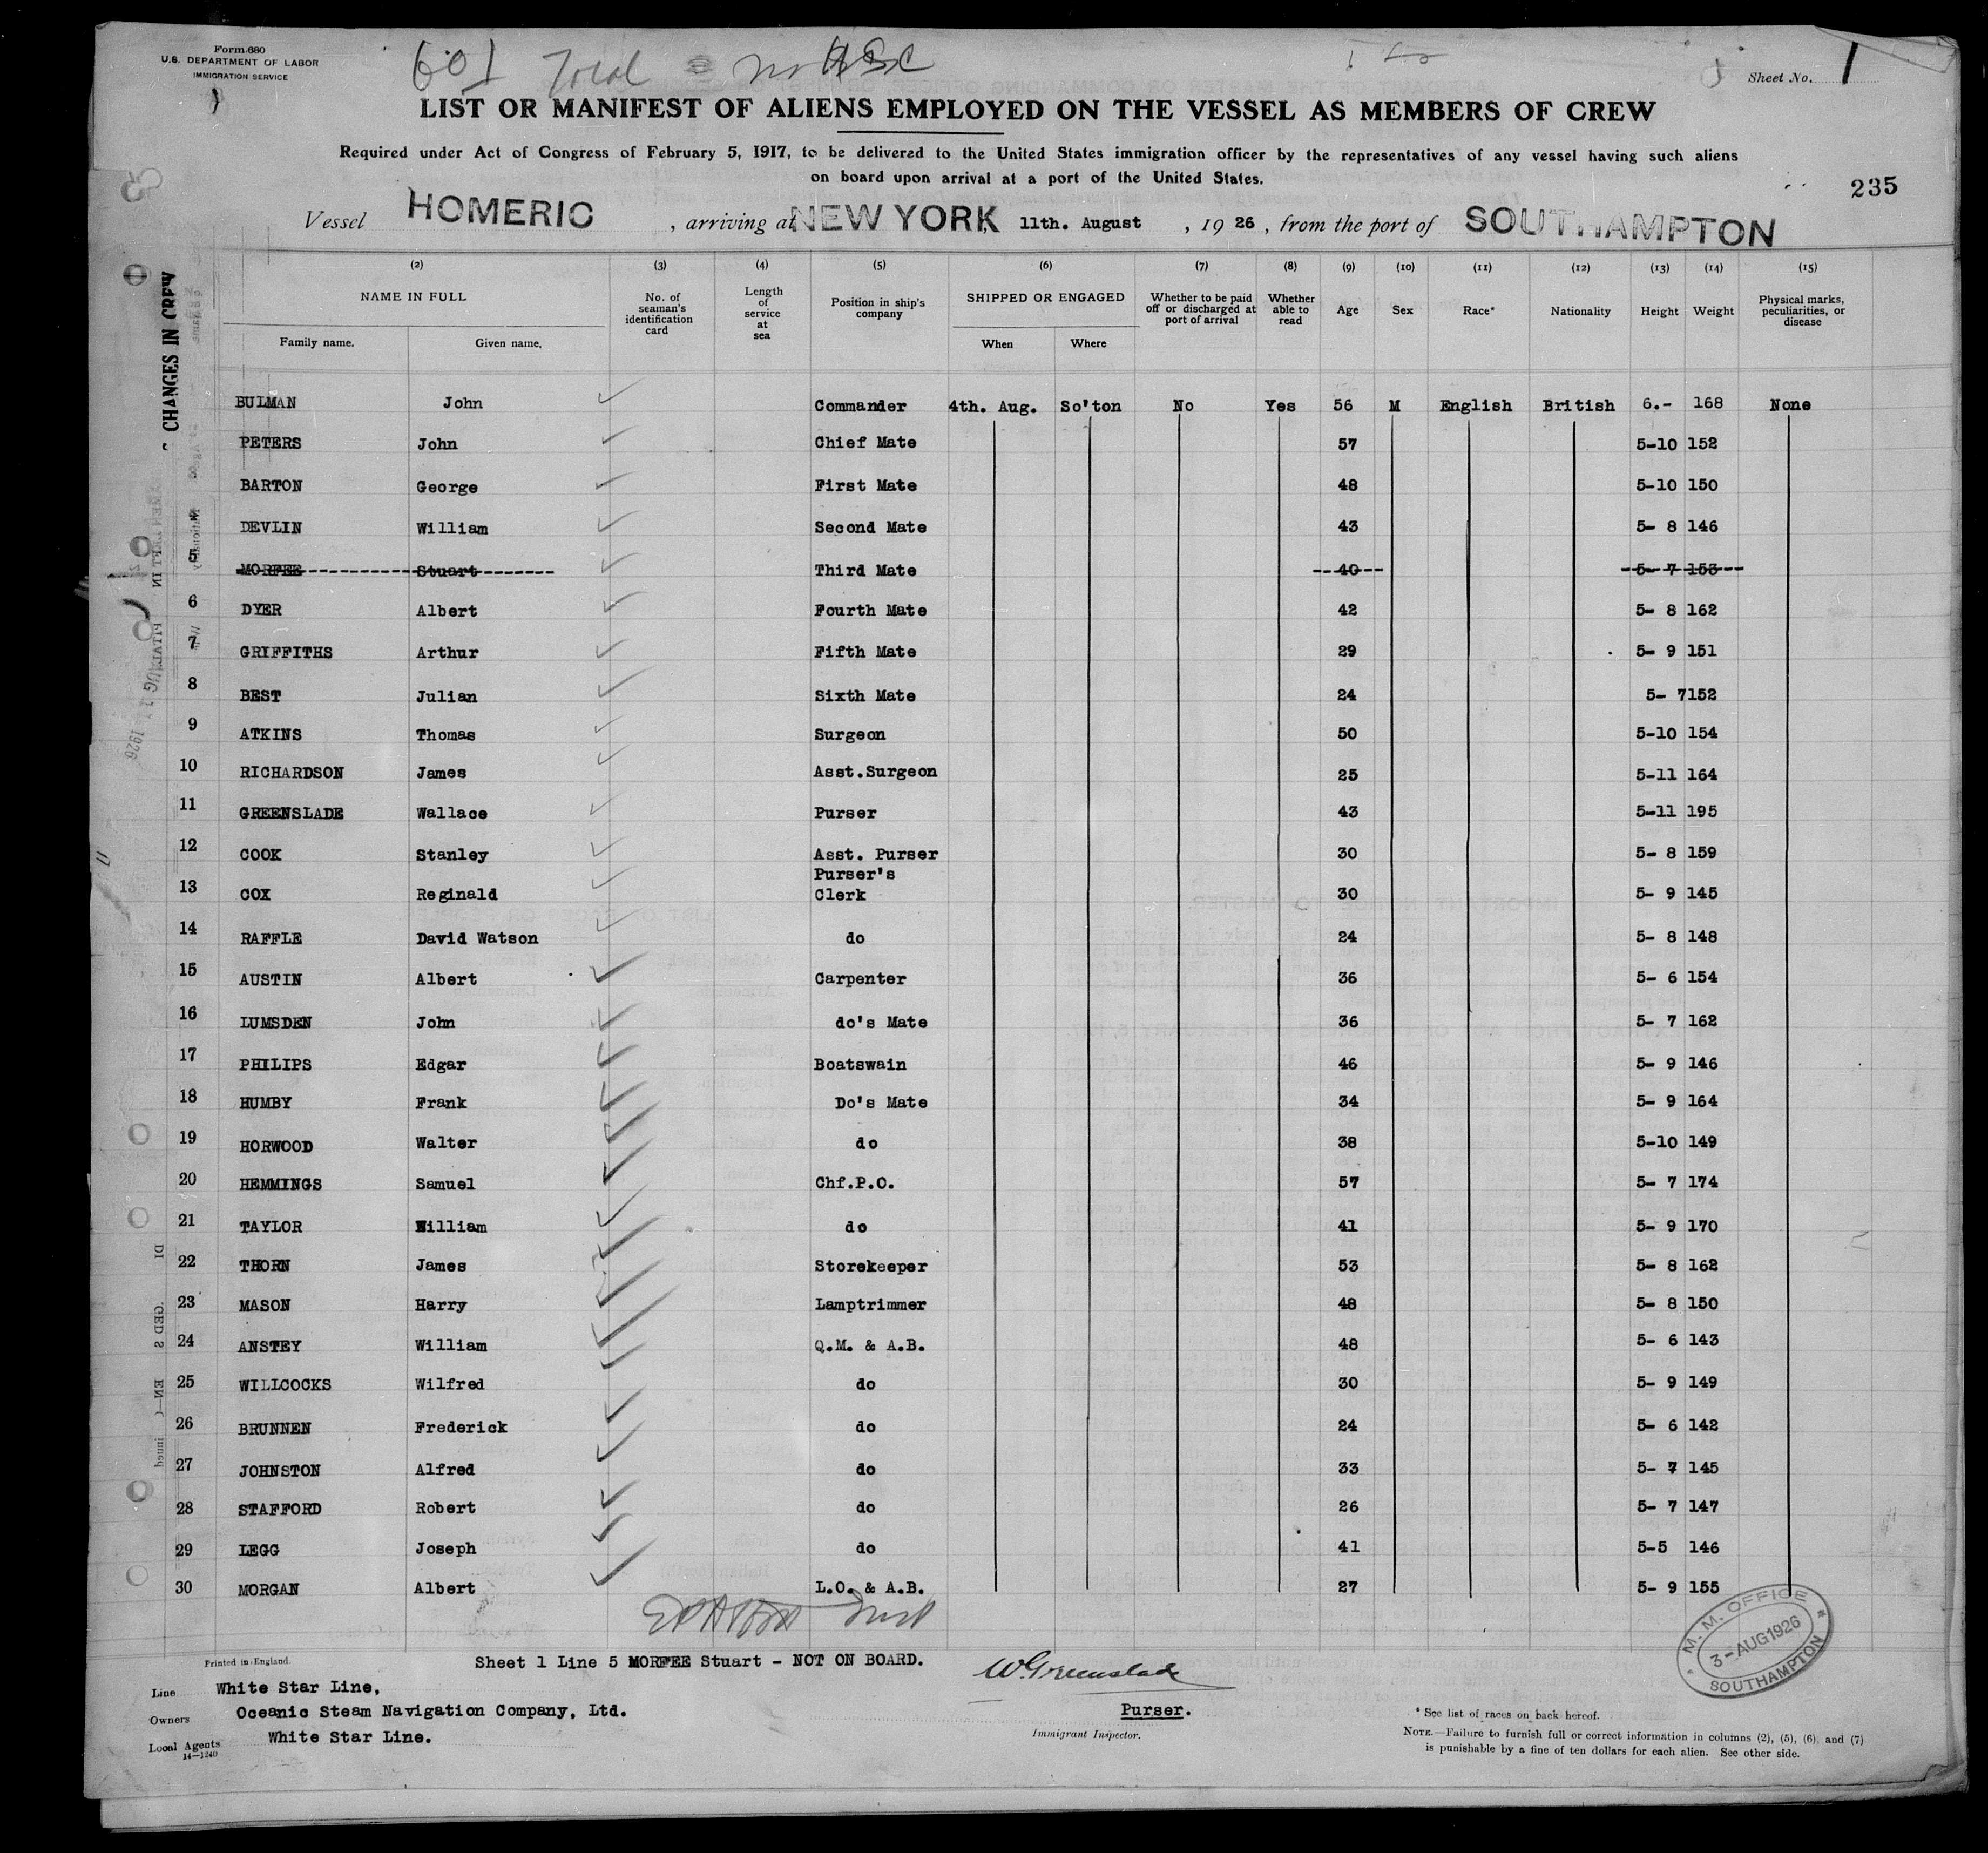 Form 680
U.S. DEPARTMENT OF LABOR
IMMIGRATION SERVICE
601 Total
Sheet No. 1
LIST OR MANIFEST OF ALIENS EMPLOYED ON THE VESSEL AS MEMBERS OF CREW
Required under Act of Congress of February 5, 1917, to be delivered to the United States immigration officer by the representatives of any vessel having such aliens
on board upon arrival at a port of the United States.
235
Vessel HOMERIC, arriving at NEW YORK, 11th. August, 1926, from the port of SOUTHAMPTON
CHANGES IN CREW
(2) (3) (4) (5) (6) (7) (8) (9) (10) (11) (12) (13) (14) (15)
NAME IN FULL
Family name. Given name.
No. of seaman's identification card
Length of service at sea
Position in ship's company
SHIPPED OR ENGAGED
When Where
Whether to be paid off or discharged at port of arrival
Whether able to read
Age Sex Race* Nationality Height Weight
Physical marks, peculiarities, or disease
BULMAN John Commander 4th. Aug. So'ton No Yes 56 M English British 6.- 168 None
PETERS John Chief Mate 57 5-10 152
BARTON George First Mate 48 5-10 150
DEVLIN William Second Mate 43 5- 8 146
5 MORFEE Stuart Third Mate 40 5- 7 153
6 DYER Albert Fourth Mate 42 5- 8 162
7 GRIFFITHS Arthur Fifth Mate 29 5- 9 151
8 BEST Julian Sixth Mate 24 5- 7152
9 ATKINS Thomas Surgeon 50 5-10 154
10 RICHARDSON James Asst.Surgeon 25 5-11 164
11 GREENSLADE Wallace Purser 43 5-11 195
12 COOK Stanley Asst. Purser 30 5- 8 159
13 COX Reginald Purser's Clerk 30 5- 9 145
14 RAFFLE David Watson do 24 5- 8 148
15 AUSTIN Albert Carpenter 36 5- 6 154
16 LUMSDEN John do's Mate 36 5- 7 162
17 PHILIPS Edgar Boatswain 46 5- 9 146
18 HUMBY Frank Do's Mate 34 5- 9 164
19 HORWOOD Walter do 38 5-10 149
20 HEMMINGS Samuel Chf.P.O. 57 5- 7 174
21 TAYLOR William do 41 5- 9 170
22 THORN James Storekeeper 53 5- 8 162
23 MASON Harry Lamptrimmer 48 5- 8 150
24 ANSTEY William Q.M. & A.B. 48 5- 6 143
25 WILLCOCKS Wilfred do 30 5- 9 149
26 BRUNNEN Frederick do 24 5- 6 142
27 JOHNSTON Alfred do 33 5- 7 145
28 STAFFORD Robert do 26 5- 7 147
29 LEGG Joseph do 41 5-5 146
30 MORGAN Albert L.O. & A.B. 27 5- 9 155
M. M. OFFICE
3-AUG1926
SOUTHAMPTON
Printed in England.
Sheet 1 Line 5 MORFEE Stuart - NOT ON BOARD.
W Greenslade
Line White Star Line,
Owners Oceanic Steam Navigation Company, Ltd.
Purser.
Local Agents White Star Line.
14-1240
Immigrant Inspector.
* See list of races on back hereof.
NOTE.—Failure to furnish full or correct information in columns (2), (5), (6), and (7)
is punishable by a fine of ten dollars for each alien. See other side.